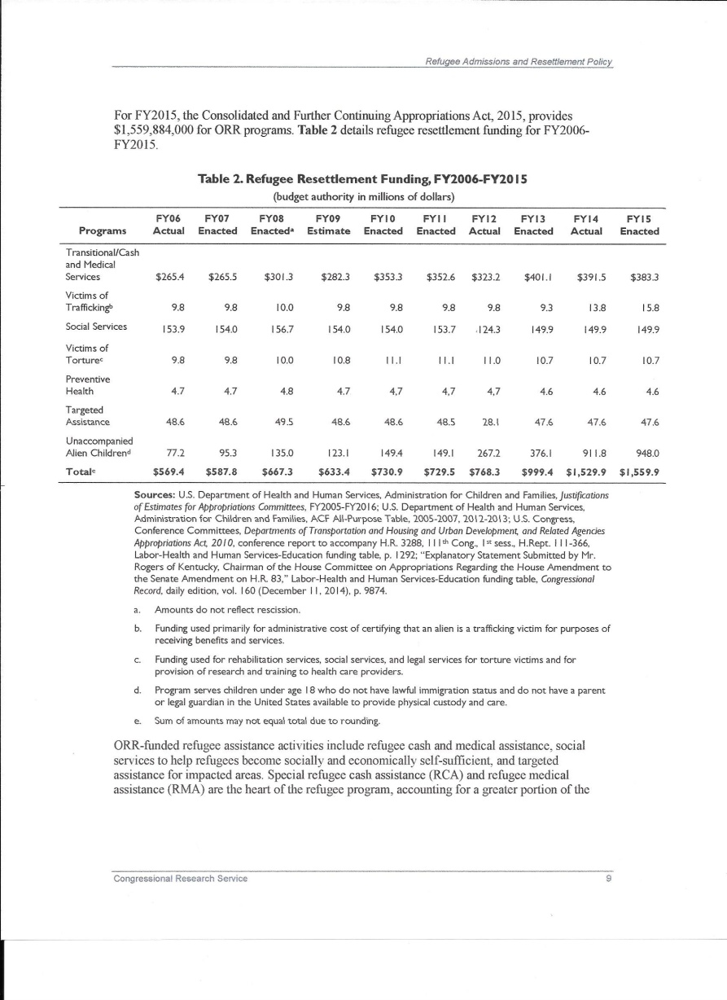 Refugee Admissions and Resettlement Policy
For FY2015, the Consolidated and Further Continuing Appropriations Act, 2015, provides
$1,559,884,000 for ORR programs. Table 2 details refugee resettlement funding for FY2006-
FY2015.
Table 2. Refugee Resettlement Funding, FY2006-FY2015
(budget authority in millions of dollars)
FY06 FY07 FY08 FY09 FY10 FY11 FY12 FY13 FY14 FY15
Programs Actual Enacted Enactedᵃ Estimate Enacted Enacted Actual Enacted Actual Enacted
Transitional/Cash
and Medical
Services $265.4 $265.5 $301.3 $282.3 $353.3 $352.6 $323.2 $401.1 $391.5 $383.3
Victims of
Traffickingᵇ 9.8 9.8 10.0 9.8 9.8 9.8 9.8 9.3 13.8 15.8
Social Services 153.9 154.0 156.7 154.0 154.0 153.7 124.3 149.9 149.9 149.9
Victims of
Tortureᶜ 9.8 9.8 10.0 10.8 11.1 11.1 11.0 10.7 10.7 10.7
Preventive
Health 4.7 4.7 4.8 4.7 4,7 4,7 4,7 4.6 4.6 4.6
Targeted
Assistance 48.6 48.6 49.5 48.6 48.6 48.5 28.1 47.6 47.6 47.6
Unaccompanied
Alien Childrenᵈ 77.2 95.3 135.0 123.1 149.4 149.1 267.2 376.1 911.8 948.0
Totalᵉ $569.4 $587.8 $667.3 $633.4 $730.9 $729.5 $768.3 $999.4 $1,529.9 $1,559.9
Sources: U.S. Department of Health and Human Services, Administration for Children and Families, Justifications
of Estimates for Appropriations Committees, FY2005-FY2016; U.S. Department of Health and Human Services,
Administration for Children and Families, ACF All-Purpose Table, 2005-2007, 2012-2013; U.S. Congress,
Conference Committees, Departments of Transportation and Housing and Urban Development, and Related Agencies
Appropriations Act, 2010, conference report to accompany H.R. 3288, 111th Cong., 1st sess., H.Rept. 111-366,
Labor-Health and Human Services-Education funding table, p. 1292; “Explanatory Statement Submitted by Mr.
Rogers of Kentucky, Chairman of the House Committee on Appropriations Regarding the House Amendment to
the Senate Amendment on H.R. 83,” Labor-Health and Human Services-Education funding table, Congressional
Record, daily edition, vol. 160 (December 11, 2014), p. 9874.
a. Amounts do not reflect rescission.
b. Funding used primarily for administrative cost of certifying that an alien is a trafficking victim for purposes of
receiving benefits and services.
c. Funding used for rehabilitation services, social services, and legal services for torture victims and for
provision of research and training to health care providers.
d. Program serves children under age 18 who do not have lawful immigration status and do not have a parent
or legal guardian in the United States available to provide physical custody and care.
e. Sum of amounts may not equal total due to rounding.
ORR-funded refugee assistance activities include refugee cash and medical assistance, social
services to help refugees become socially and economically self-sufficient, and targeted
assistance for impacted areas. Special refugee cash assistance (RCA) and refugee medical
assistance (RMA) are the heart of the refugee program, accounting for a greater portion of the
Congressional Research Service 9